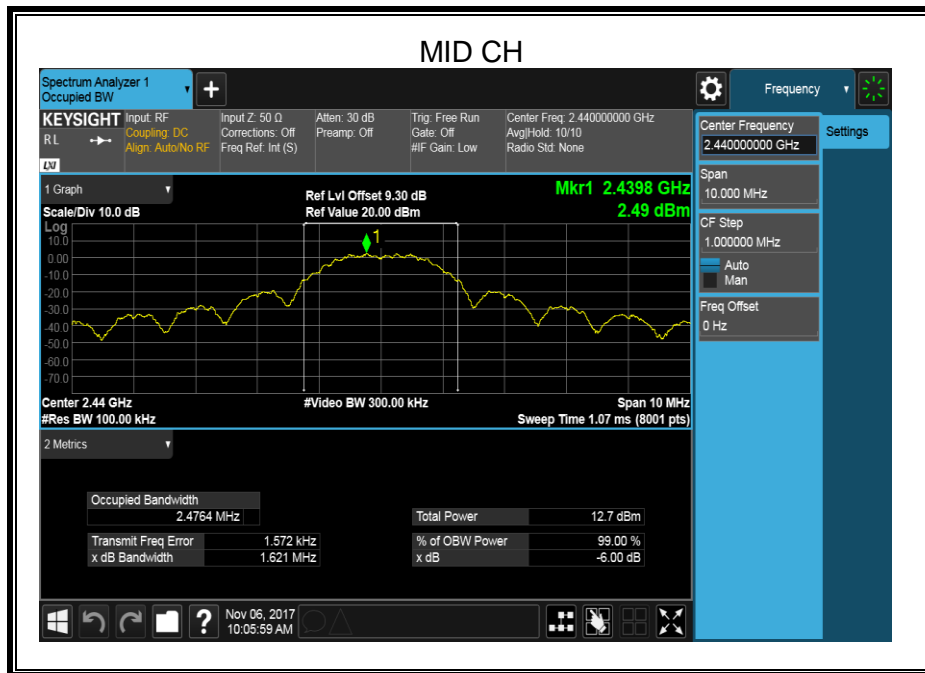 MID CH
Spectrum Analyzer 1
Occupied BW
+
Frequency
KEYSIGHT
RL
LXI
Input: RF
Coupling: DC
Align: Auto/No RF
Input Z: 50 Ω
Corrections: Off
Freq Ref: Int (S)
Atten: 30 dB
Preamp: Off
Trig: Free Run
Gate: Off
#IF Gain: Low
Center Freq: 2.440000000 GHz
Avg|Hold: 10/10
Radio Std: None
Center Frequency
2.440000000 GHz
Settings
Span
10.000 MHz
CF Step
1.000000 MHz
Auto
Man
Freq Offset
0 Hz
1 Graph
Scale/Div 10.0 dB
Ref Lvl Offset 9.30 dB
Ref Value 20.00 dBm
Mkr1 2.4398 GHz
2.49 dBm
Log
10.0
0.00
-10.0
-20.0
-30.0
-40.0
-50.0
-60.0
-70.0
1
Center 2.44 GHz
#Video BW 300.00 kHz
Span 10 MHz
#Res BW 100.00 kHz
Sweep Time 1.07 ms (8001 pts)
2 Metrics
Occupied Bandwidth
2.4764 MHz
Total Power 12.7 dBm
Transmit Freq Error 1.572 kHz
% of OBW Power 99.00 %
x dB Bandwidth 1.621 MHz
x dB -6.00 dB
?
Nov 06, 2017
10:05:59 AM